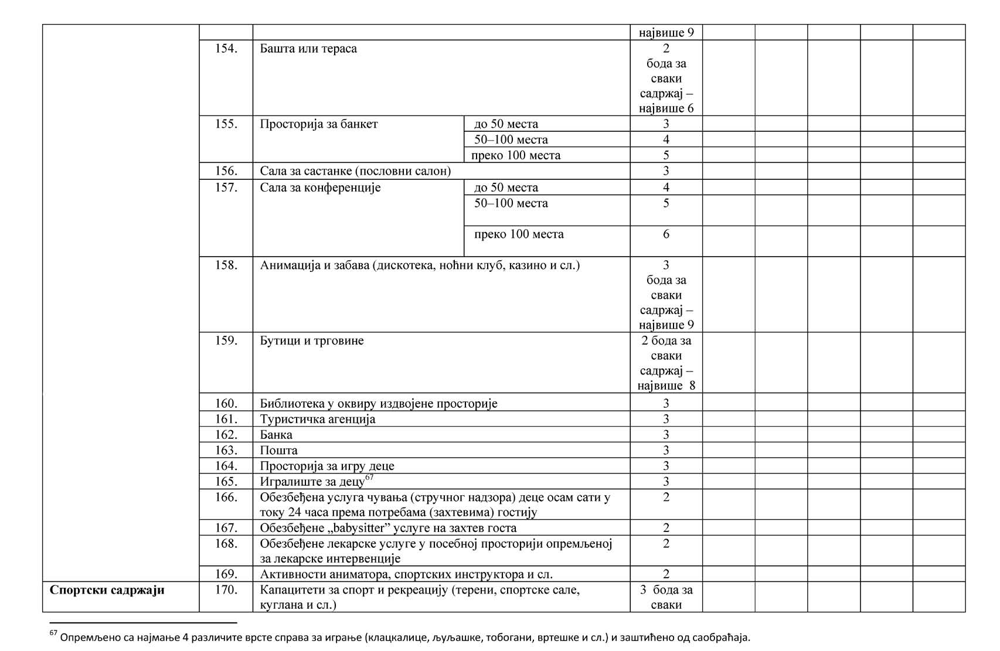 највише 9
154. Башта или тераса 2
бода за
сваки
садржај –
највише 6
155. Просторија за банкет до 50 места 3
50–100 места 4
преко 100 места 5
156. Сала за састанке (пословни салон) 3
157. Сала за конференције до 50 места 4
50–100 места 5
преко 100 места 6
158. Анимација и забава (дискотека, ноћни клуб, казино и сл.) 3
бода за
сваки
садржај –
највише 9
159. Бутици и трговине 2 бода за
сваки
садржај –
највише 8
160. Библиотека у оквиру издвојене просторије 3
161. Туристичка агенција 3
162. Банка 3
163. Пошта 3
164. Просторија за игру деце 3
165. Игралиште за децу67 3
166. Обезбеђена услуга чувања (стручног надзора) деце осам сати у 2
току 24 часа према потребама (захтевима) гостију
167. Обезбеђене „babysitter” услуге на захтев госта 2
168. Обезбеђене лекарске услуге у посебној просторији опремљеној 2
за лекарске интервенције
169. Активности аниматора, спортских инструктора и сл. 2
Спортски садржаји 170. Капацитети за спорт и рекреацију (терени, спортске сале, 3 бода за
куглана и сл.) сваки
67 Опремљено са најмање 4 различите врсте справа за играње (клацкалице, љуљашке, тобогани, вртешке и сл.) и заштићено од саобраћаја.